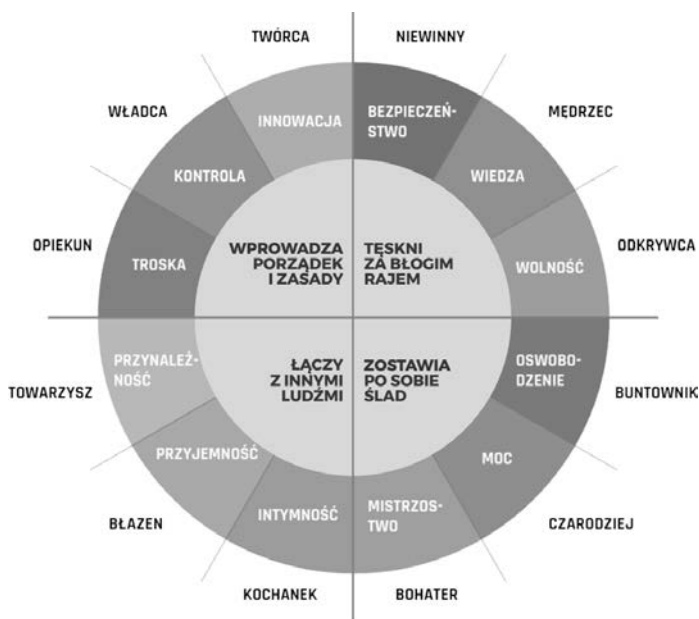 TWÓRCA
NIEWINNY
WŁADCA
MĘDRZEC
INNOWACJA
BEZPIECZEŃ-
STWO
KONTROLA
WIEDZA
OPIEKUN
ODKRYWCA
TROSKA
WPROWADZA
PORZĄDEK
I ZASADY
TĘSKNI
ZA BŁOGIM
RAJEM
WOLNOŚĆ
PRZYNALEŻ-
NOŚĆ
ŁĄCZY
Z INNYMI
LUDŹMI
ZOSTAWIA
PO SOBIE
ŚLAD
OSWOBO-
DZENIE
TOWARZYSZ
BUNTOWNIK
PRZYJEMNOŚĆ
MOC
INTYMNOŚĆ
MISTRZOS-
TWO
BŁAZEN
CZARODZIEJ
KOCHANEK
BOHATER